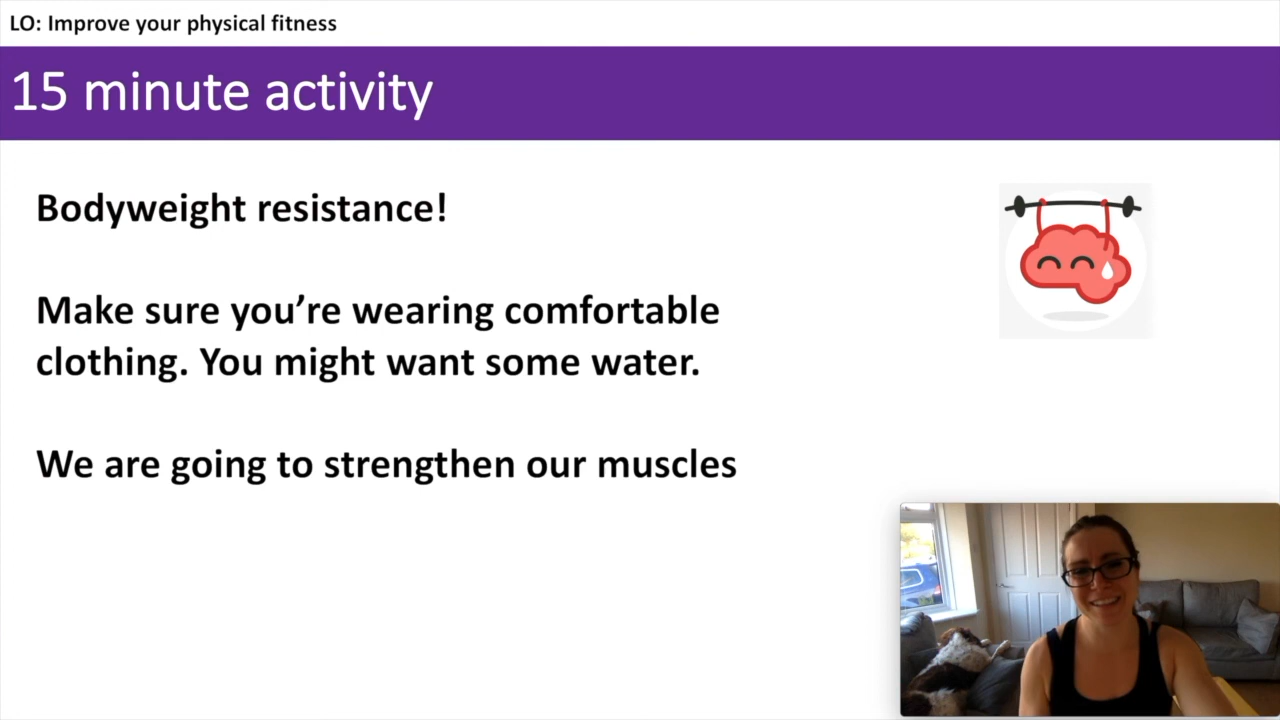 LO: Improve your physical fitness
15 minute activity
Bodyweight resistance!
Make sure you’re wearing comfortable
clothing. You might want some water.
We are going to strengthen our muscles